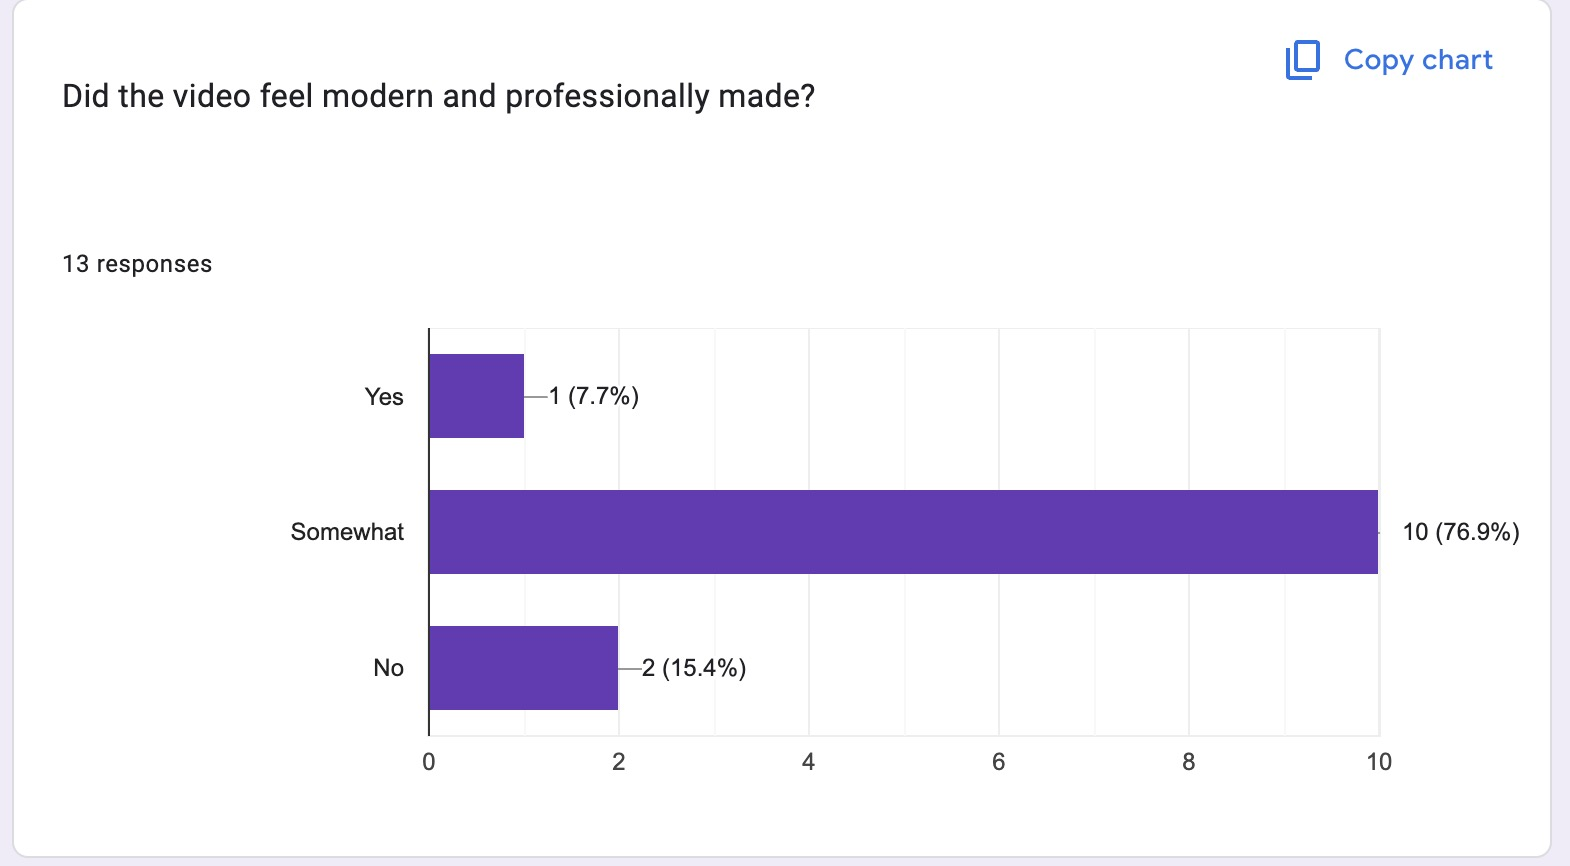 Copy chart
Did the video feel modern and professionally made?
13 responses
Yes
1 (7.7%)
Somewhat
10 (76.9%)
No
2 (15.4%)
0 2 4 6 8 10